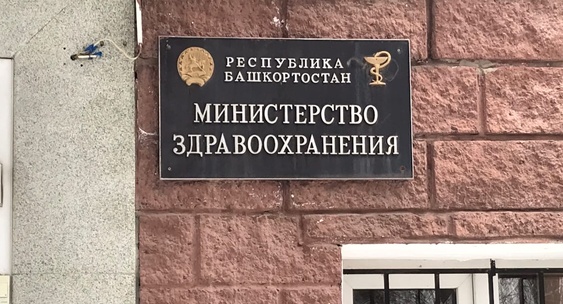 РЕСПУБЛИКА
БАШКОРТОСТАН
МИНИСТЕРСТВО
ЗДРАВООХРАНЕНИЯ